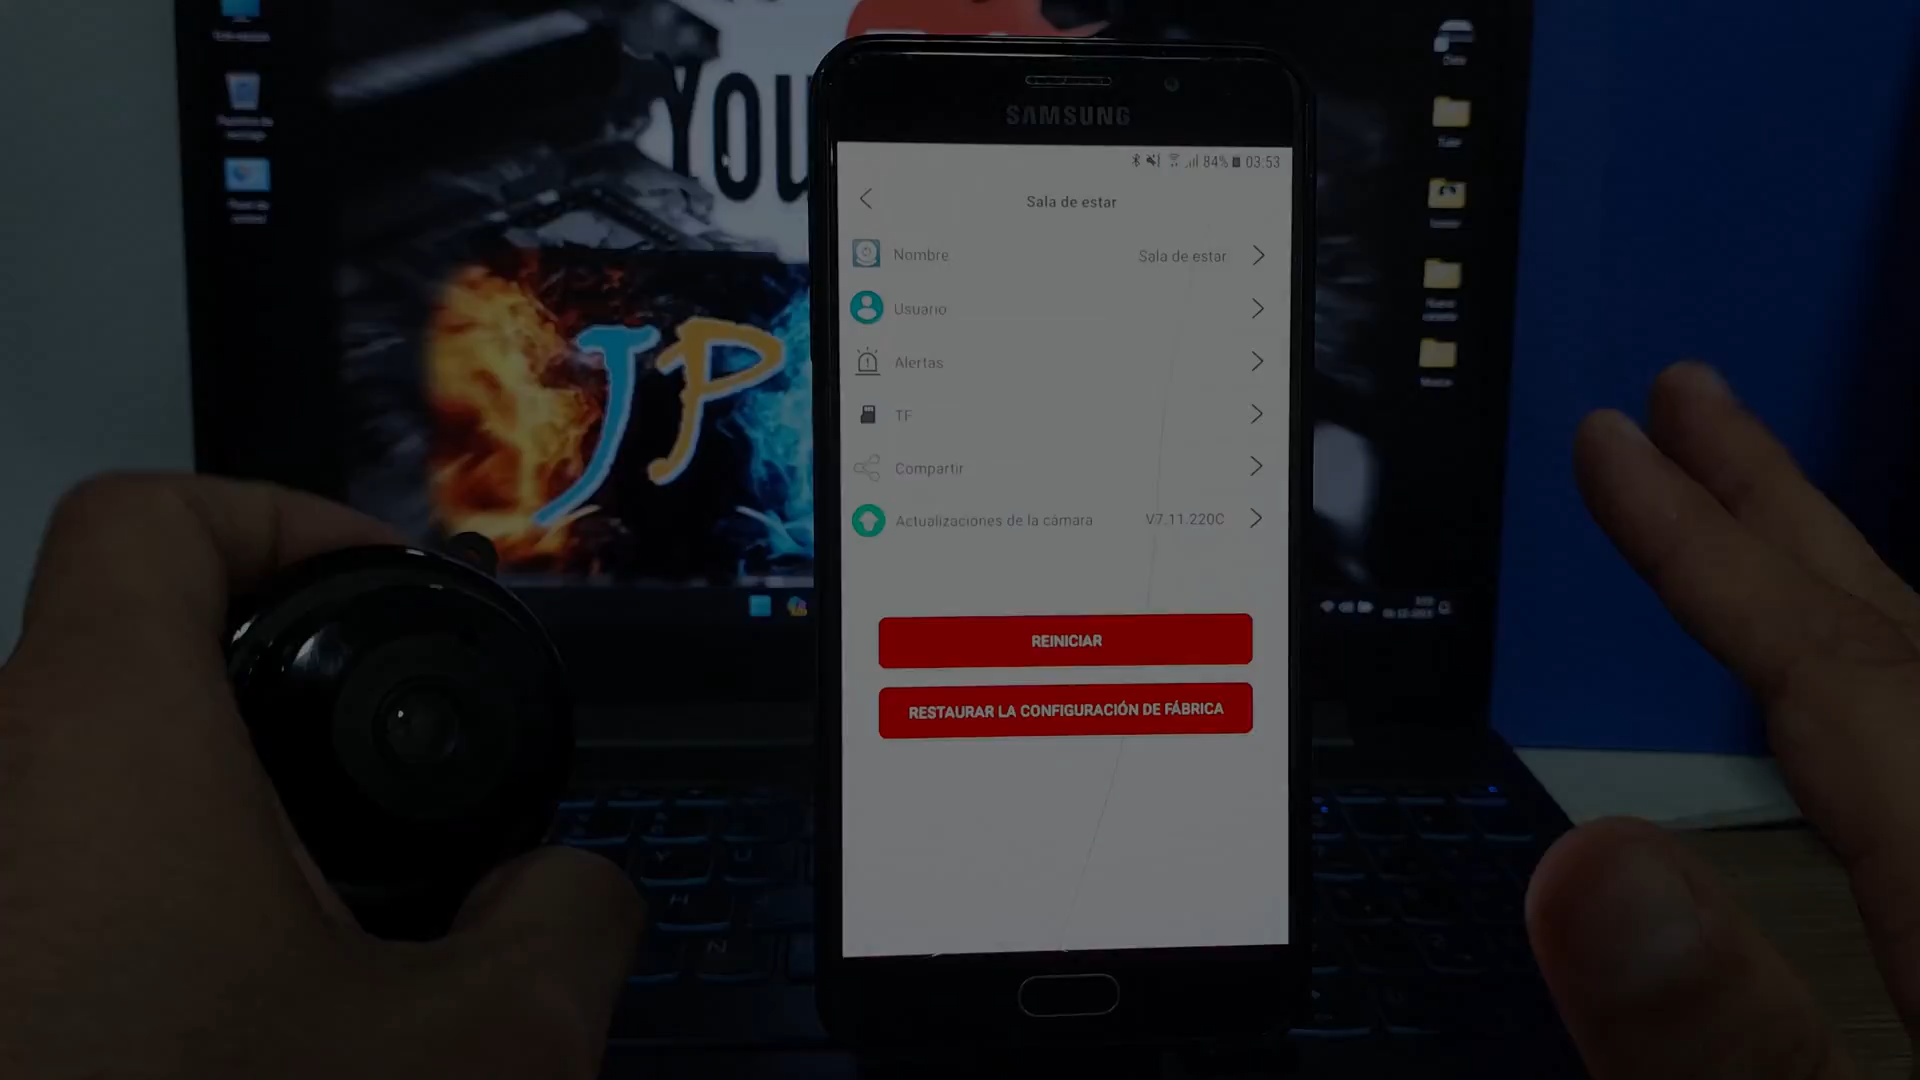 You
JP
SAMSUNG
84% 03:53
Sala de estar
Nombre Sala de estar
Usuario
Alertas
TF
Compartir
Actualizaciones de la cámara V7.11.220C
REINICIAR
RESTAURAR LA CONFIGURACIÓN DE FÁBRICA